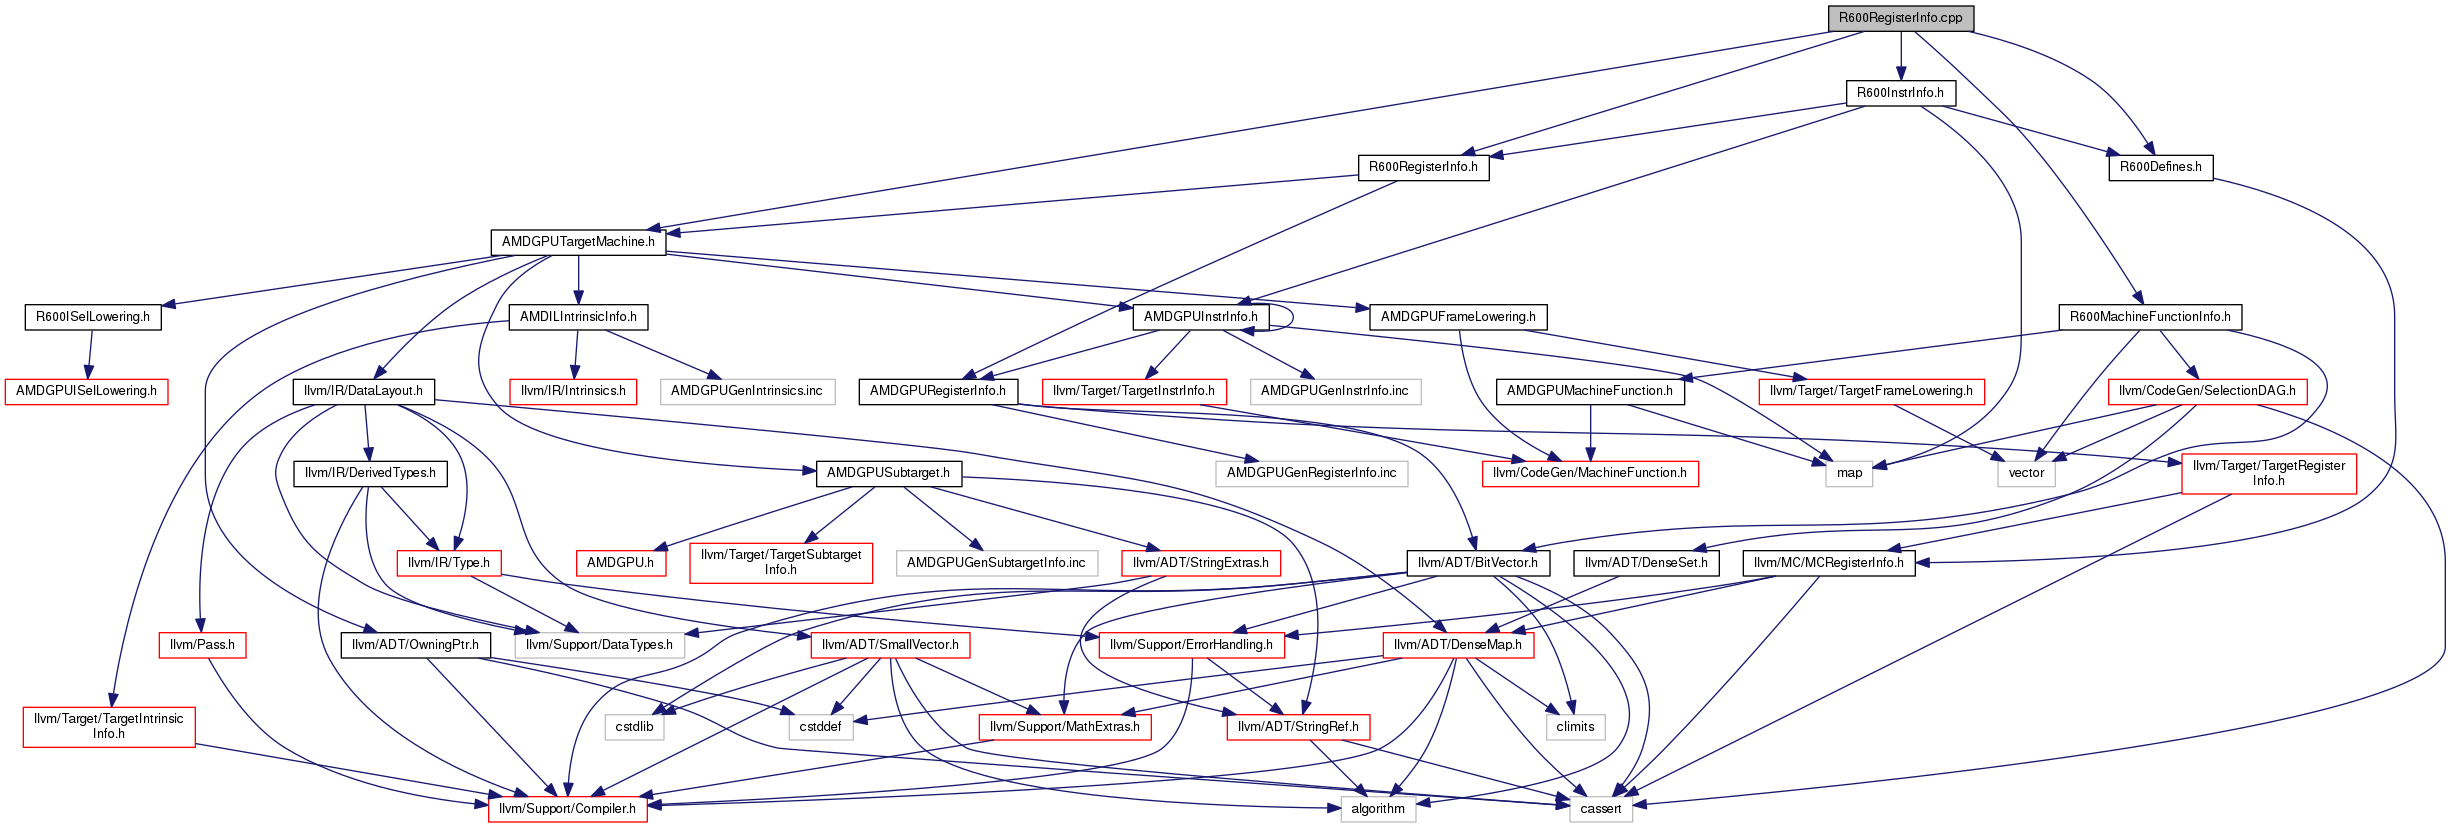 R600RegisterInfo.cpp
R600InstrInfo.h
R600RegisterInfo.h
R600Defines.h
AMDGPUTargetMachine.h
R600ISelLowering.h
AMDILIntrinsicInfo.h
AMDGPUInstrInfo.h
AMDGPUFrameLowering.h
R600MachineFunctionInfo.h
AMDGPUISelLowering.h
llvm/IR/DataLayout.h
llvm/IR/Intrinsics.h
AMDGPUGenIntrinsics.inc
AMDGPURegisterInfo.h
llvm/Target/TargetInstrInfo.h
AMDGPUGenInstrInfo.inc
AMDGPUMachineFunction.h
llvm/Target/TargetFrameLowering.h
llvm/CodeGen/SelectionDAG.h
llvm/IR/DerivedTypes.h
AMDGPUSubtarget.h
AMDGPUGenRegisterInfo.inc
llvm/CodeGen/MachineFunction.h
map
vector
llvm/Target/TargetRegister
Info.h
llvm/IR/Type.h
AMDGPU.h
llvm/Target/TargetSubtarget
Info.h
AMDGPUGenSubtargetInfo.inc
llvm/ADT/StringExtras.h
llvm/ADT/BitVector.h
llvm/ADT/DenseSet.h
llvm/MC/MCRegisterInfo.h
llvm/Pass.h
llvm/ADT/OwningPtr.h
llvm/Support/DataTypes.h
llvm/ADT/SmallVector.h
llvm/Support/ErrorHandling.h
llvm/ADT/DenseMap.h
llvm/Target/TargetIntrinsic
Info.h
cstdlib
cstddef
llvm/Support/MathExtras.h
llvm/ADT/StringRef.h
climits
llvm/Support/Compiler.h
algorithm
cassert